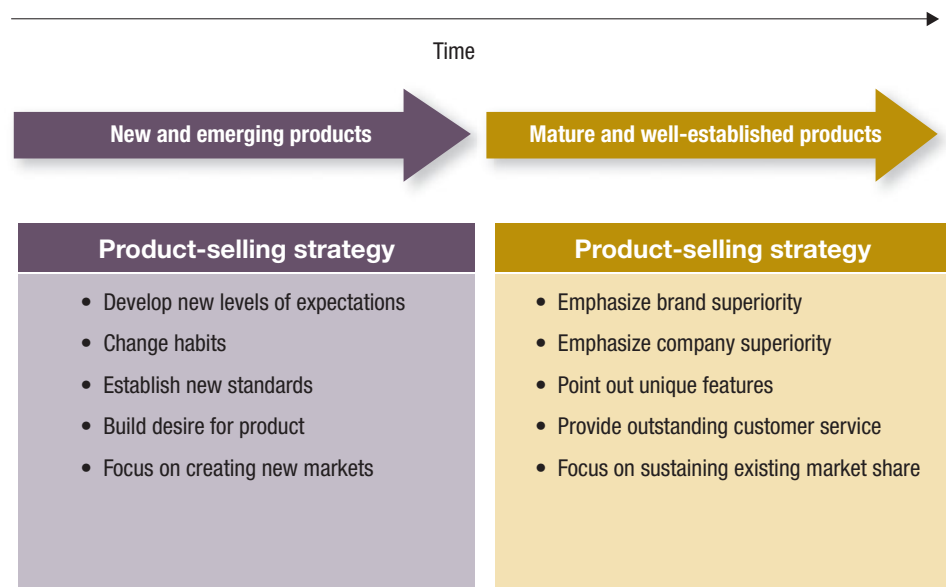 Time
New and emerging products
Mature and well-established products
Product-selling strategy
• Develop new levels of expectations
• Change habits
• Establish new standards
• Build desire for product
• Focus on creating new markets
Product-selling strategy
• Emphasize brand superiority
• Emphasize company superiority
• Point out unique features
• Provide outstanding customer service
• Focus on sustaining existing market share